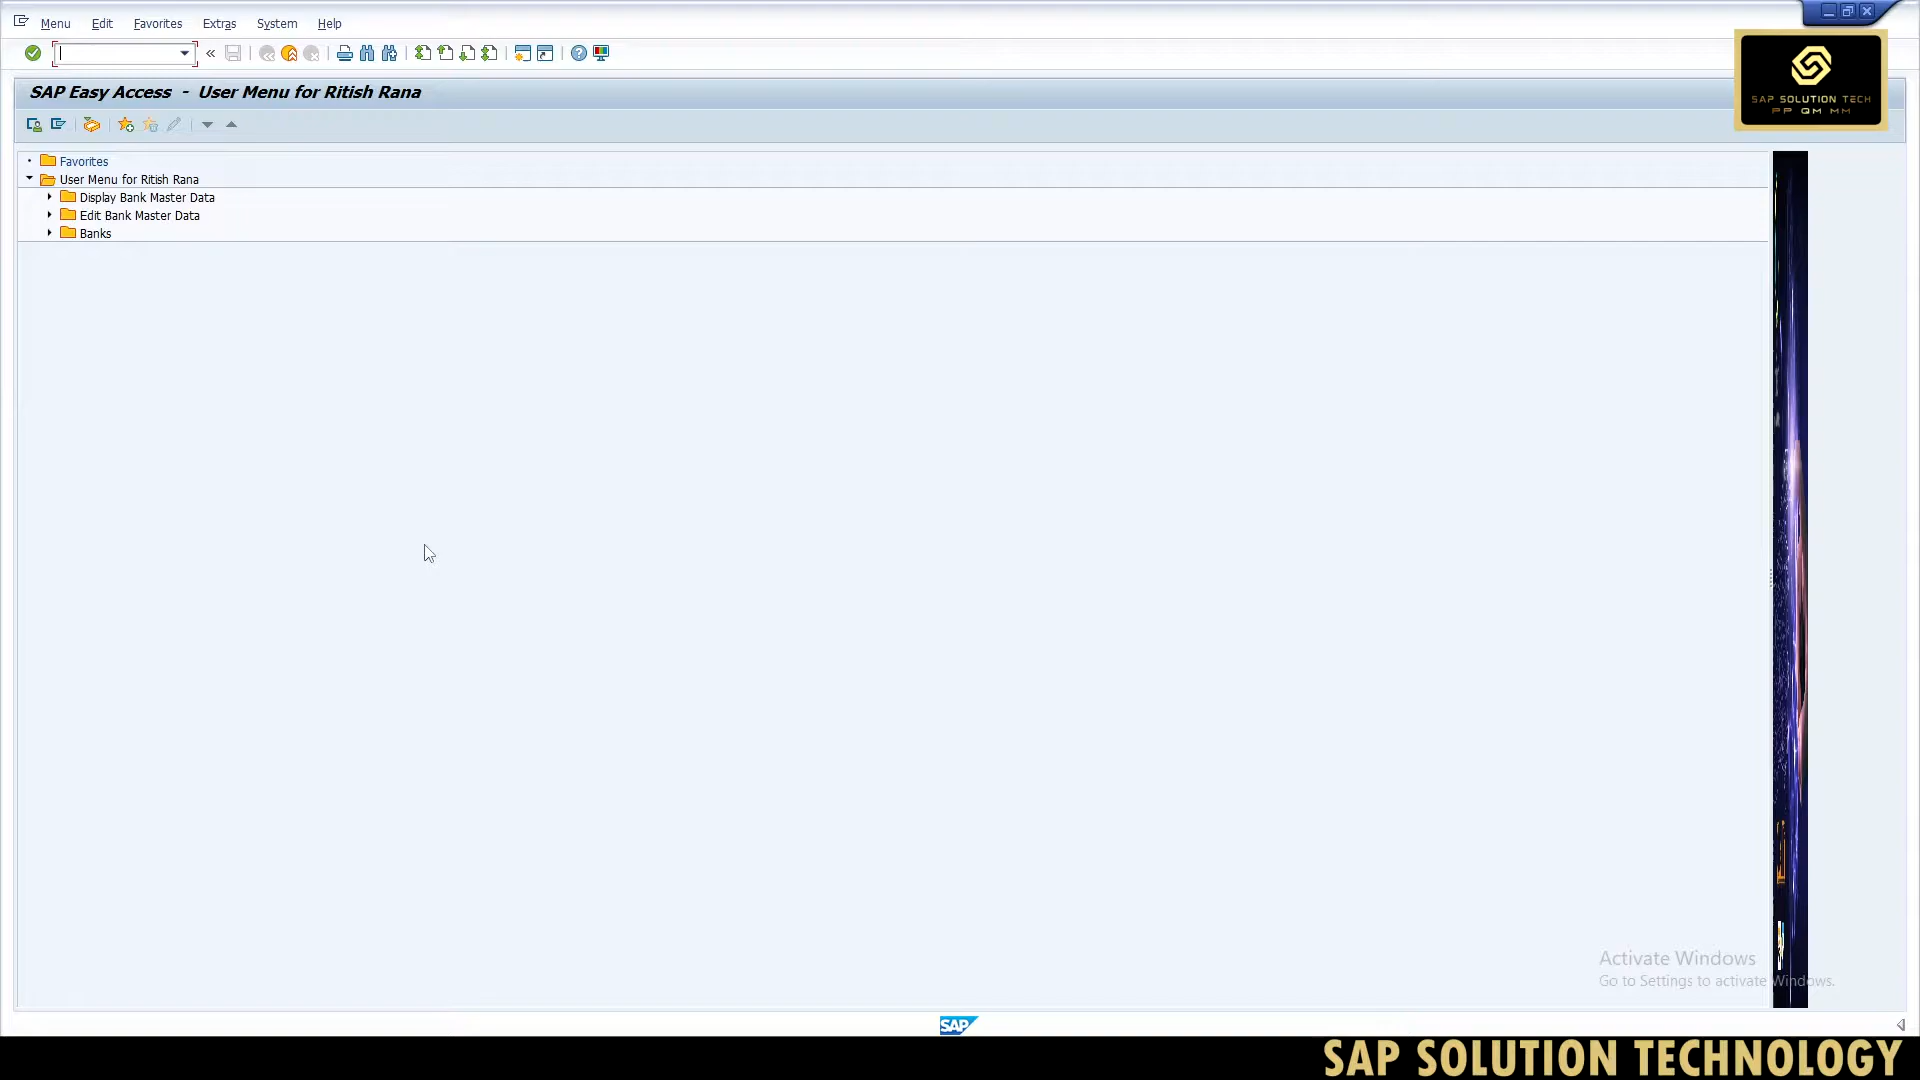 Menu Edit Favorites Extras System Help
SAP SOLUTION TECH
PP QM MM
SAP Easy Access - User Menu for Ritish Rana
Favorites
User Menu for Ritish Rana
Display Bank Master Data
Edit Bank Master Data
Banks
Activate Windows
Go to Settings to activate Windows.
SAP
SAP SOLUTION TECHNOLOGY